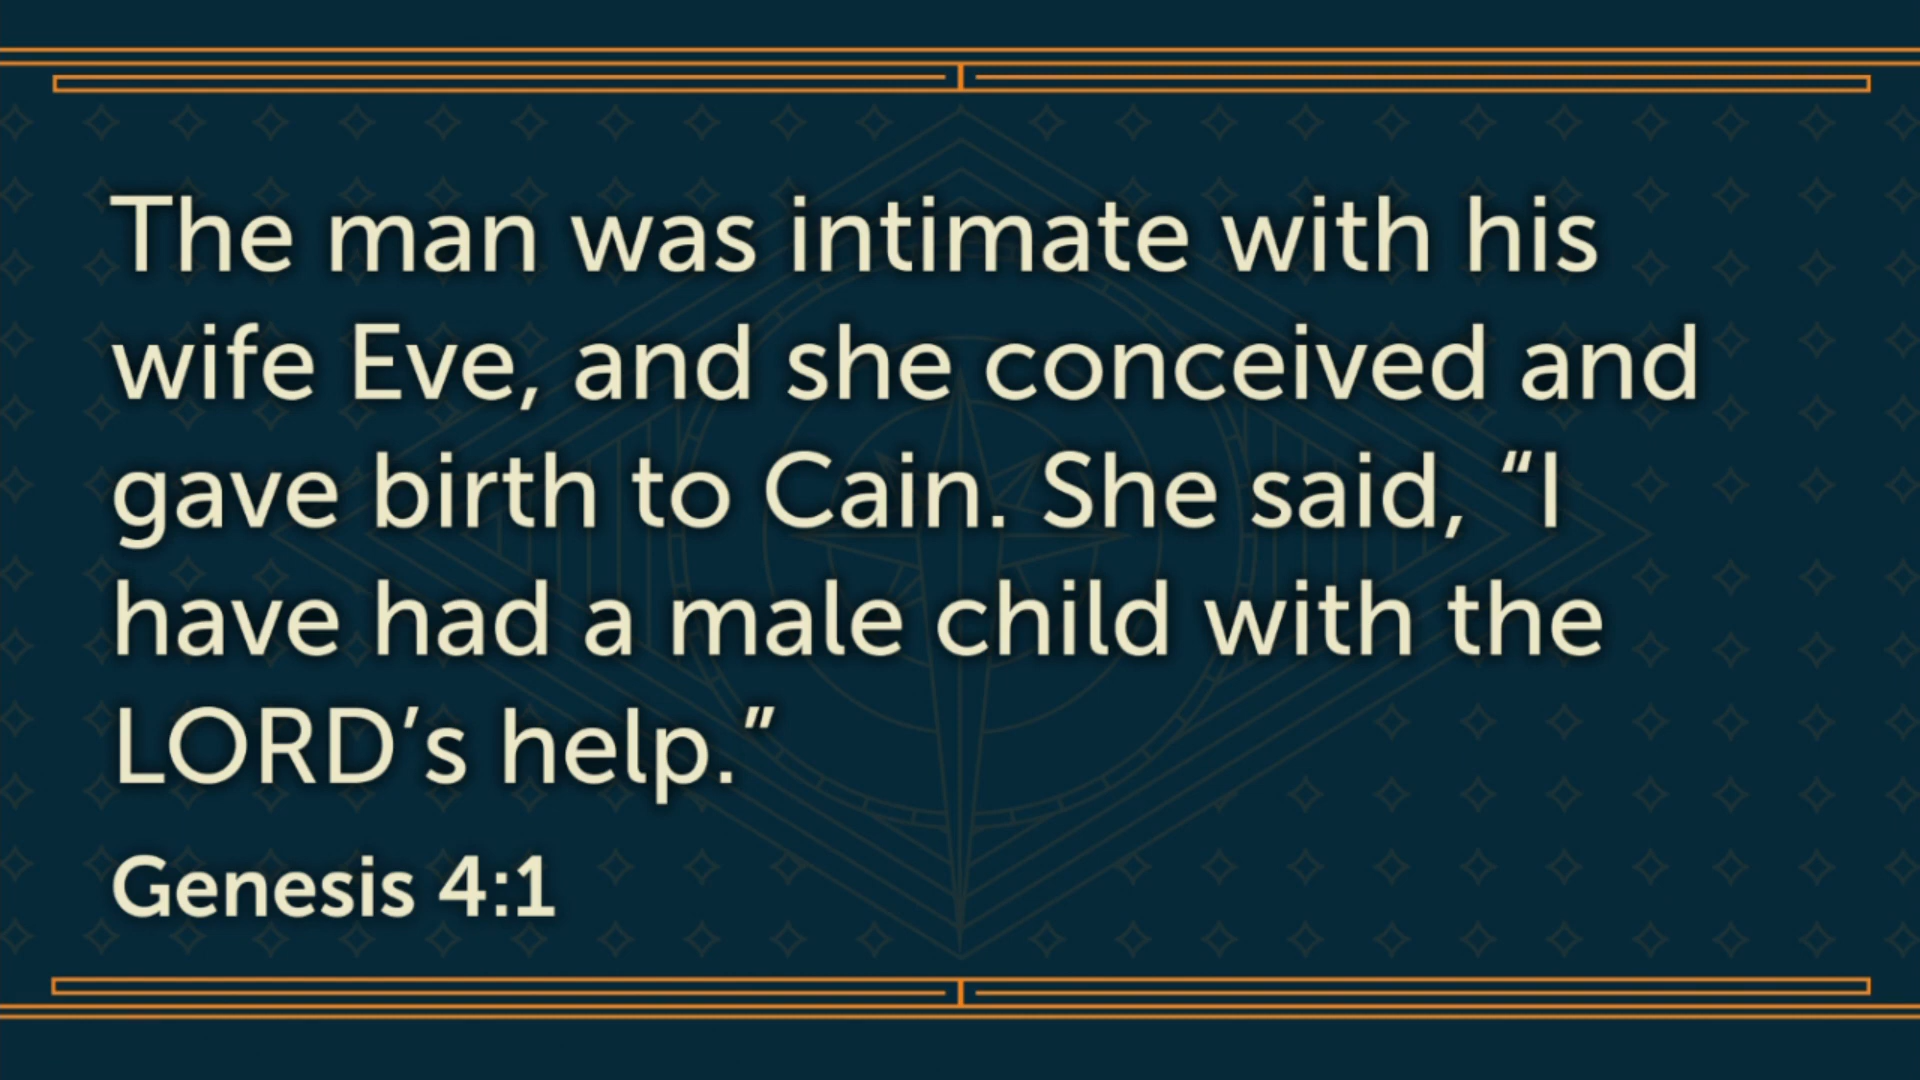 The man was intimate with his
wife Eve, and she conceived and
gave birth to Cain. She said, “I
have had a male child with the
LORD’s help.”
Genesis 4:1